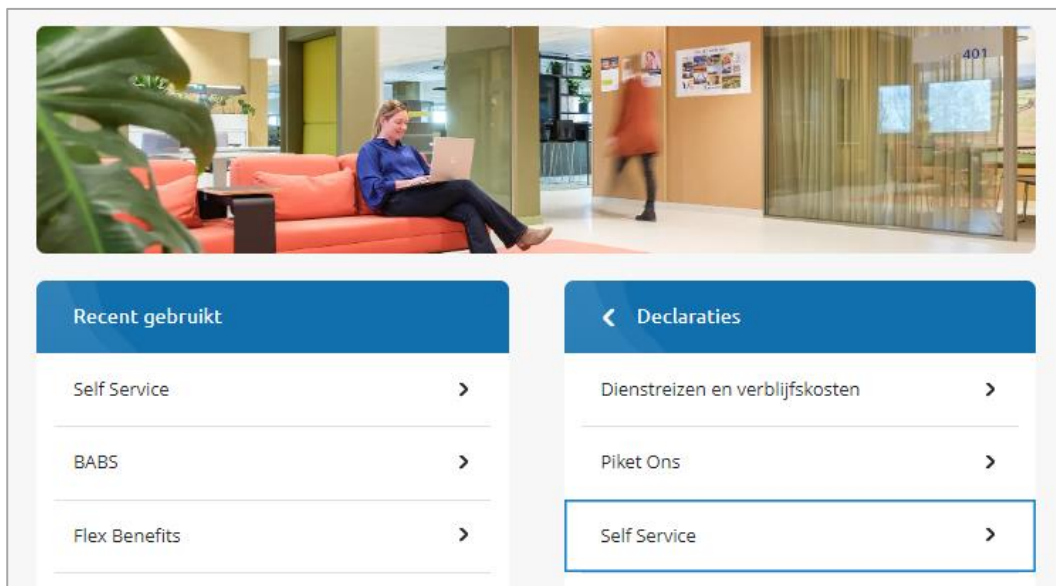 401
Recent gebruikt
Self Service
BABS
Flex Benefits
Declaraties
Dienstreizen en verblijfskosten
Piket Ons
Self Service